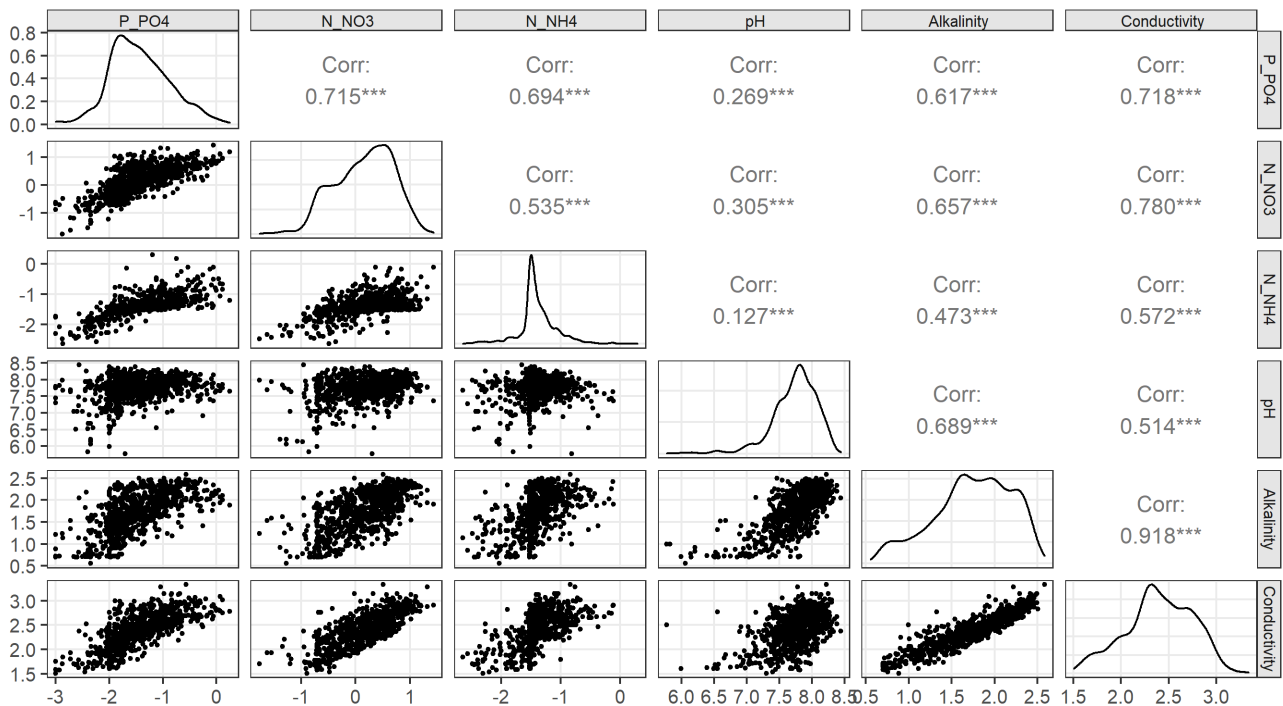 P_PO4 N_NO3 N_NH4 pH Alkalinity Conductivity
0.8
0.6
0.4
0.2
0.0
Corr:
0.715***
Corr:
0.694***
Corr:
0.269***
Corr:
0.617***
Corr:
0.718***
P_PO4
1
0
-1
Corr:
0.535***
Corr:
0.305***
Corr:
0.657***
Corr:
0.780***
N_NO3
0
-1
-2
Corr:
0.127***
Corr:
0.473***
Corr:
0.572***
N_NH4
8.5
8.0
7.5
7.0
6.5
6.0
Corr:
0.689***
Corr:
0.514***
pH
2.5
2.0
1.5
1.0
0.5
Corr:
0.918***
Alkalinity
3.0
2.5
2.0
1.5
Conductivity
-3 -2 -1 0 -1 0 1 -2 -1 0 6.0 6.5 7.0 7.5 8.0 8.5 0.5 1.0 1.5 2.0 2.5 1.5 2.0 2.5 3.0